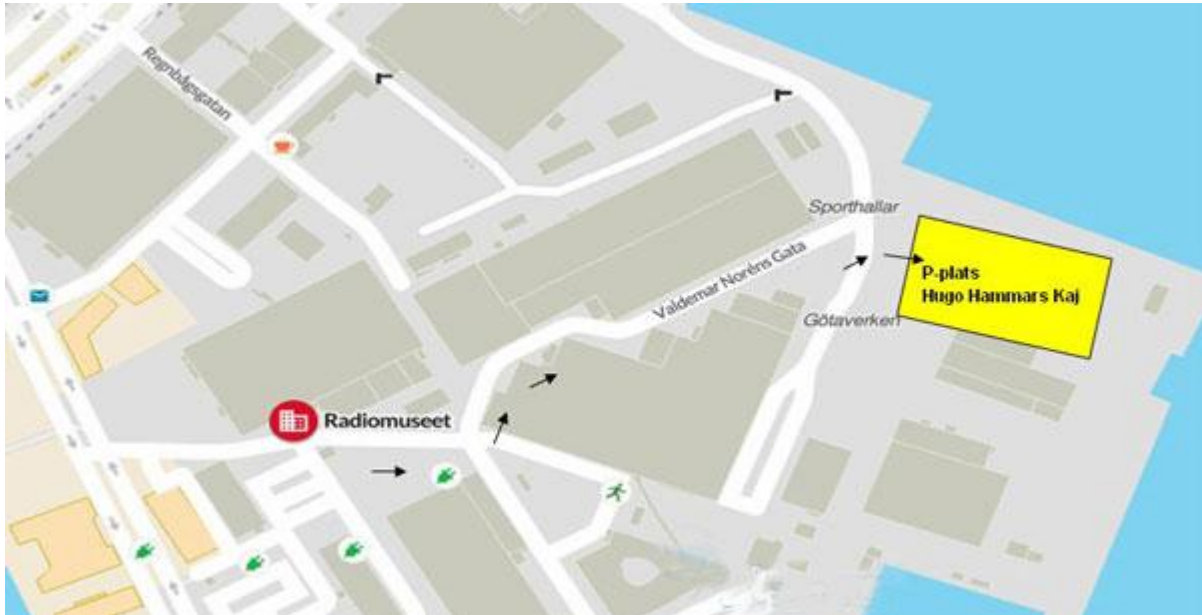 Regnbågsgatan
Sporthallar
P-plats
Hugo Hammars Kaj
Valdemar Noréns Gata
Götaverken
Radiomuseet